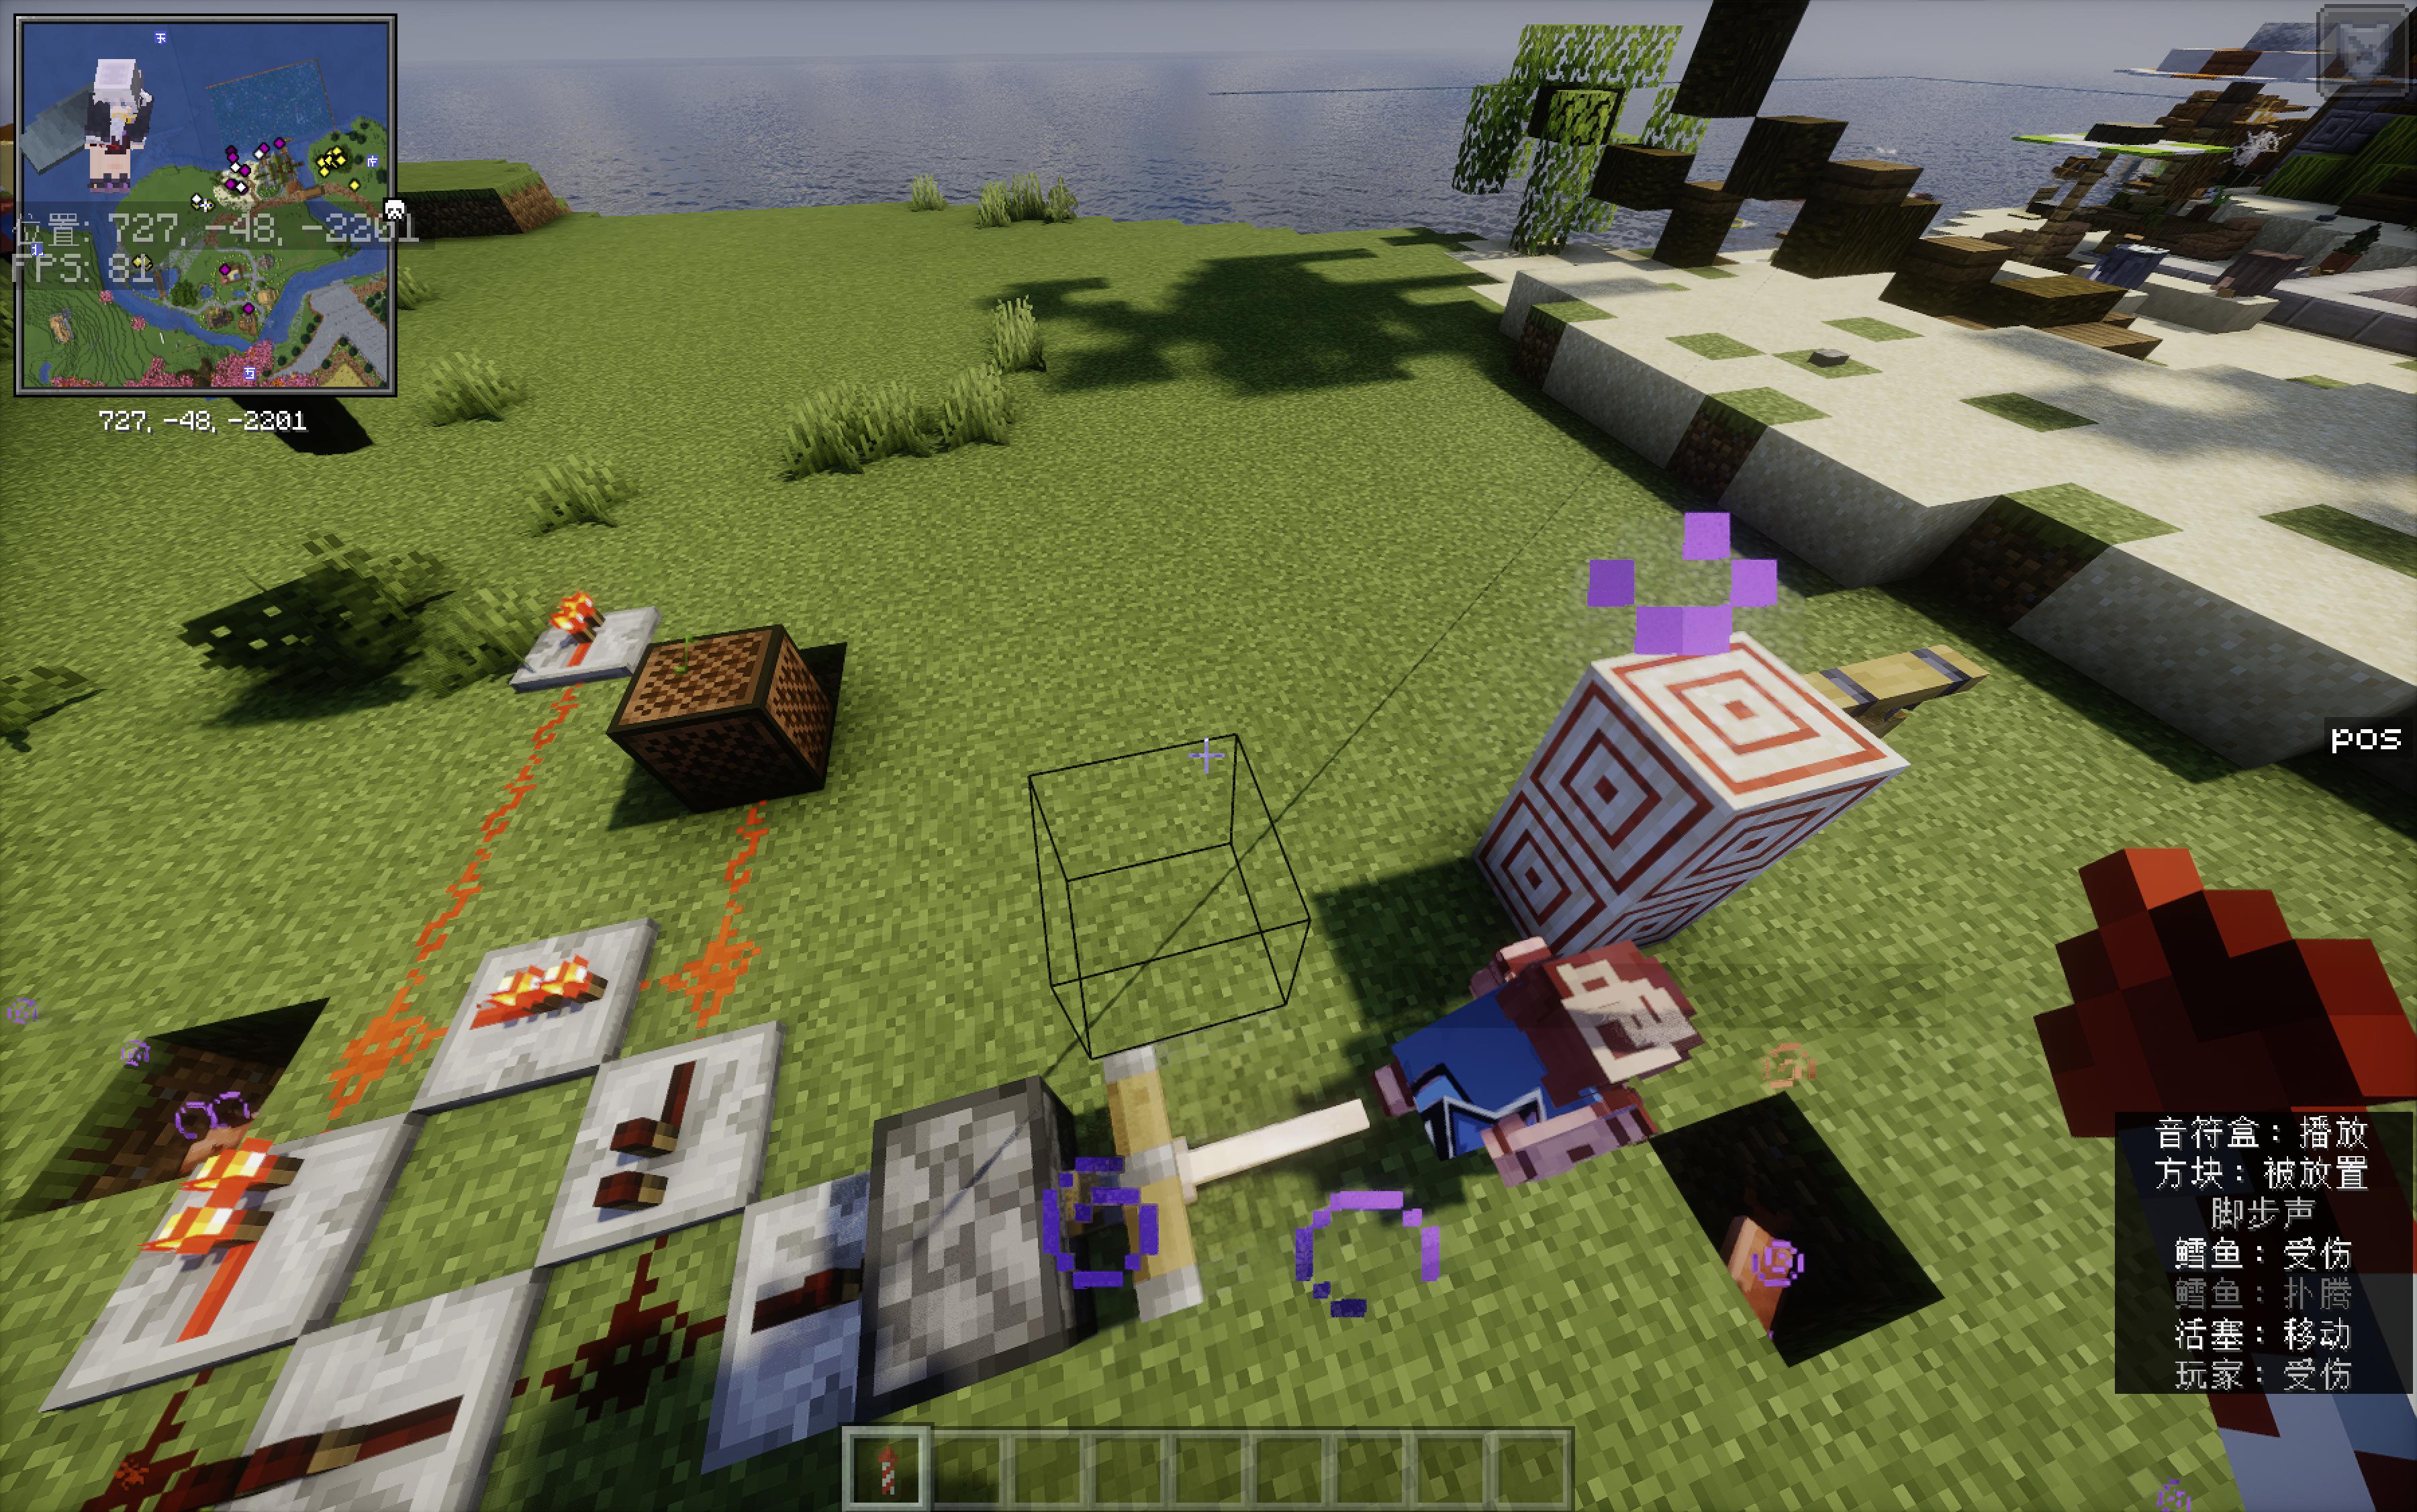 下
位置: 727, -48, -2201
FPS: 81
727, -48, -2201
pos
音符盒：播放
方块：被放置
脚步声
鳕鱼：受伤
鳕鱼：扑腾
活塞：移动
玩家：受伤